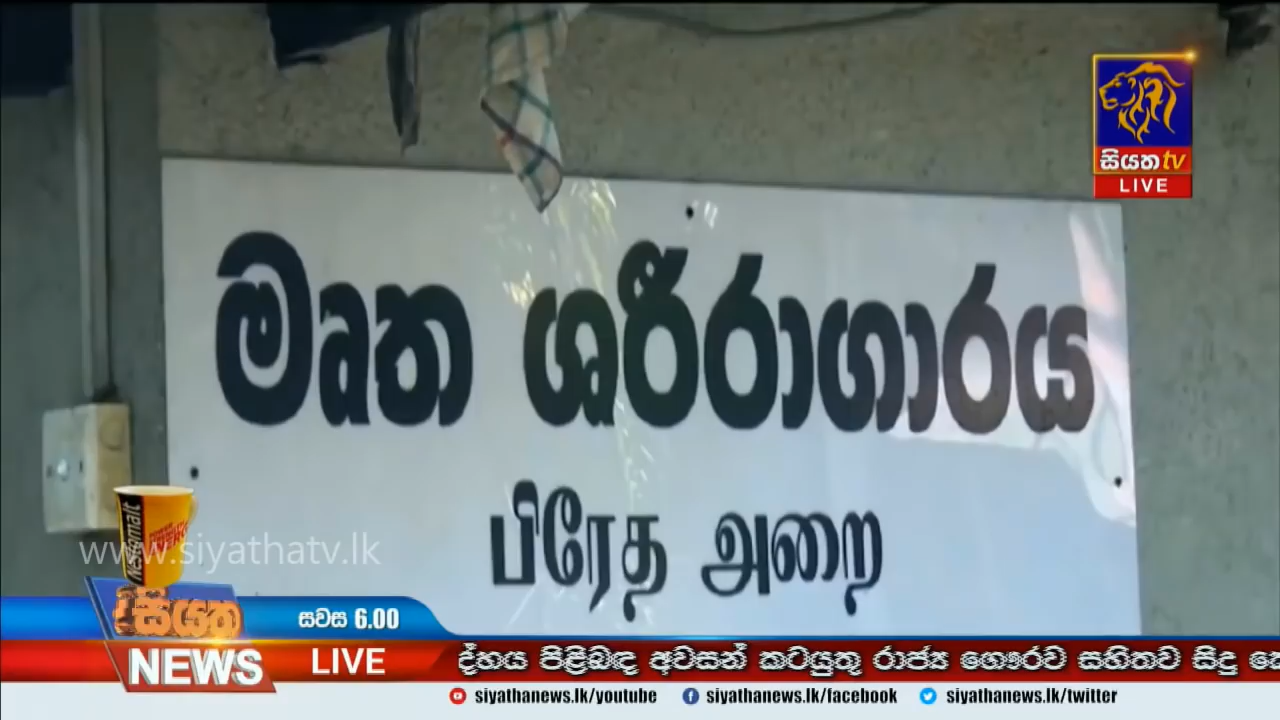 සියත tv
LIVE
මෘත ශරීරාගාරය
பிரேத அறை
Nestomalt
www.siyathatv.lk
සියත
සවස 6.00
NEWS
LIVE
ද්හය පිළිබඳ අවසන් කටයුතු රාජ්‍ය ගෞරව සහිතව සිදු
siyathanews.lk/youtube
siyathanews.lk/facebook
siyathanews.lk/twitter